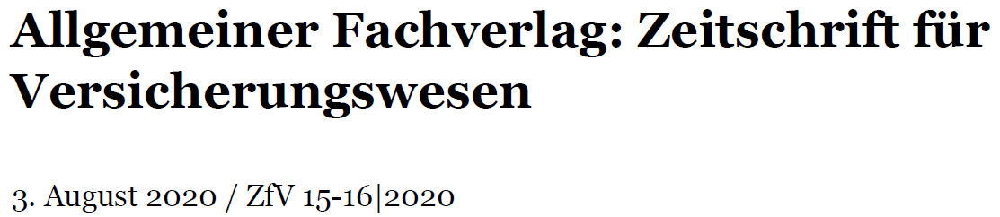 Allgemeiner Fachverlag: Zeitschrift für
Versicherungswesen
3. August 2020 / ZfV 15-16|2020